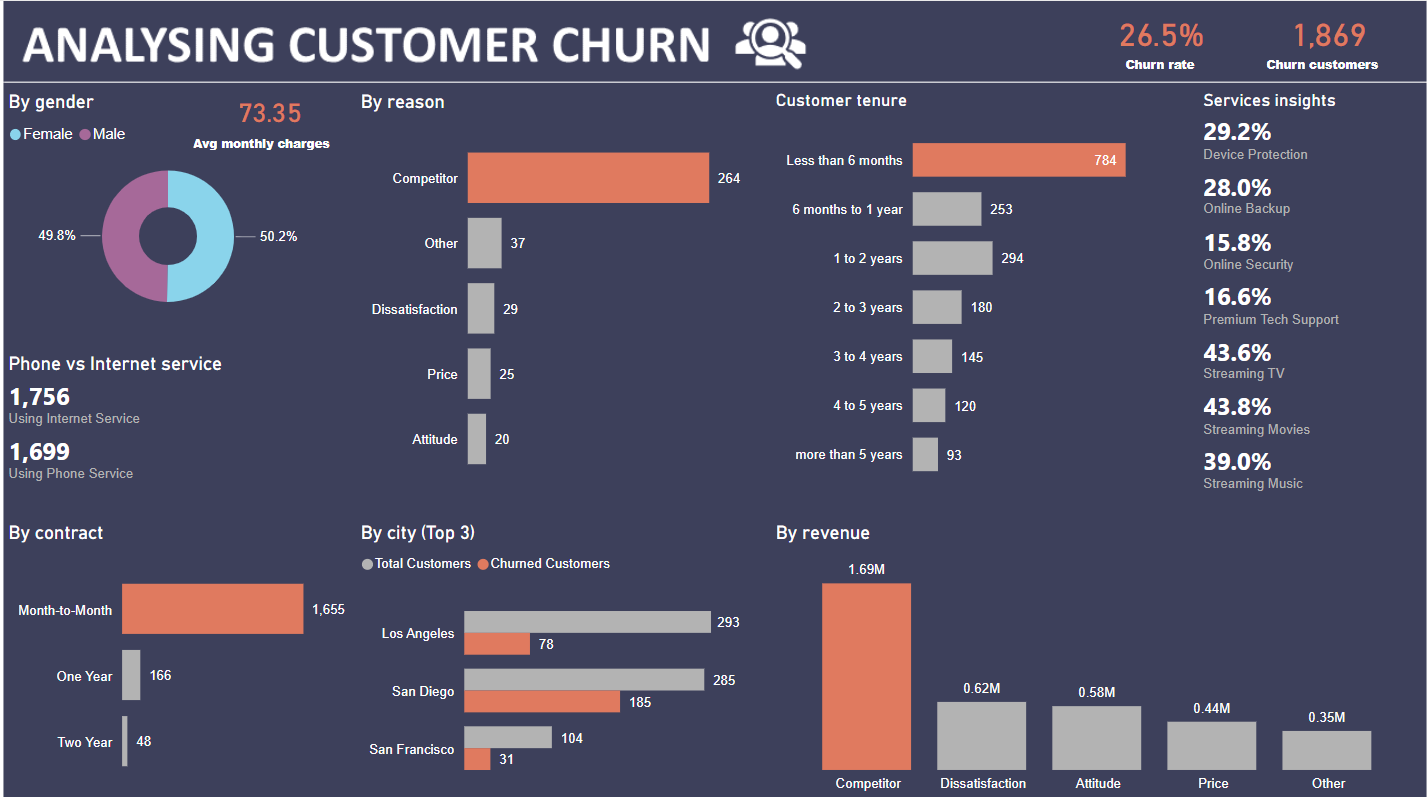 ANALYSING CUSTOMER CHURN
26.5%
Churn rate
1,869
Churn customers
By gender
Female Male
73.35
Avg monthly charges
49.8%
50.2%
Phone vs Internet service
1,756
Using Internet Service
1,699
Using Phone Service
By reason
Competitor 264
Other 37
Dissatisfaction 29
Price 25
Attitude 20
Customer tenure
Less than 6 months 784
6 months to 1 year 253
1 to 2 years 294
2 to 3 years 180
3 to 4 years 145
4 to 5 years 120
more than 5 years 93
Services insights
29.2%
Device Protection
28.0%
Online Backup
15.8%
Online Security
16.6%
Premium Tech Support
43.6%
Streaming TV
43.8%
Streaming Movies
39.0%
Streaming Music
By contract
Month-to-Month 1,655
One Year 166
Two Year 48
By city (Top 3)
Total Customers Churned Customers
Los Angeles 293
78
San Diego 285
185
San Francisco 104
31
By revenue
1.69M 0.62M 0.58M 0.44M 0.35M
Competitor Dissatisfaction Attitude Price Other